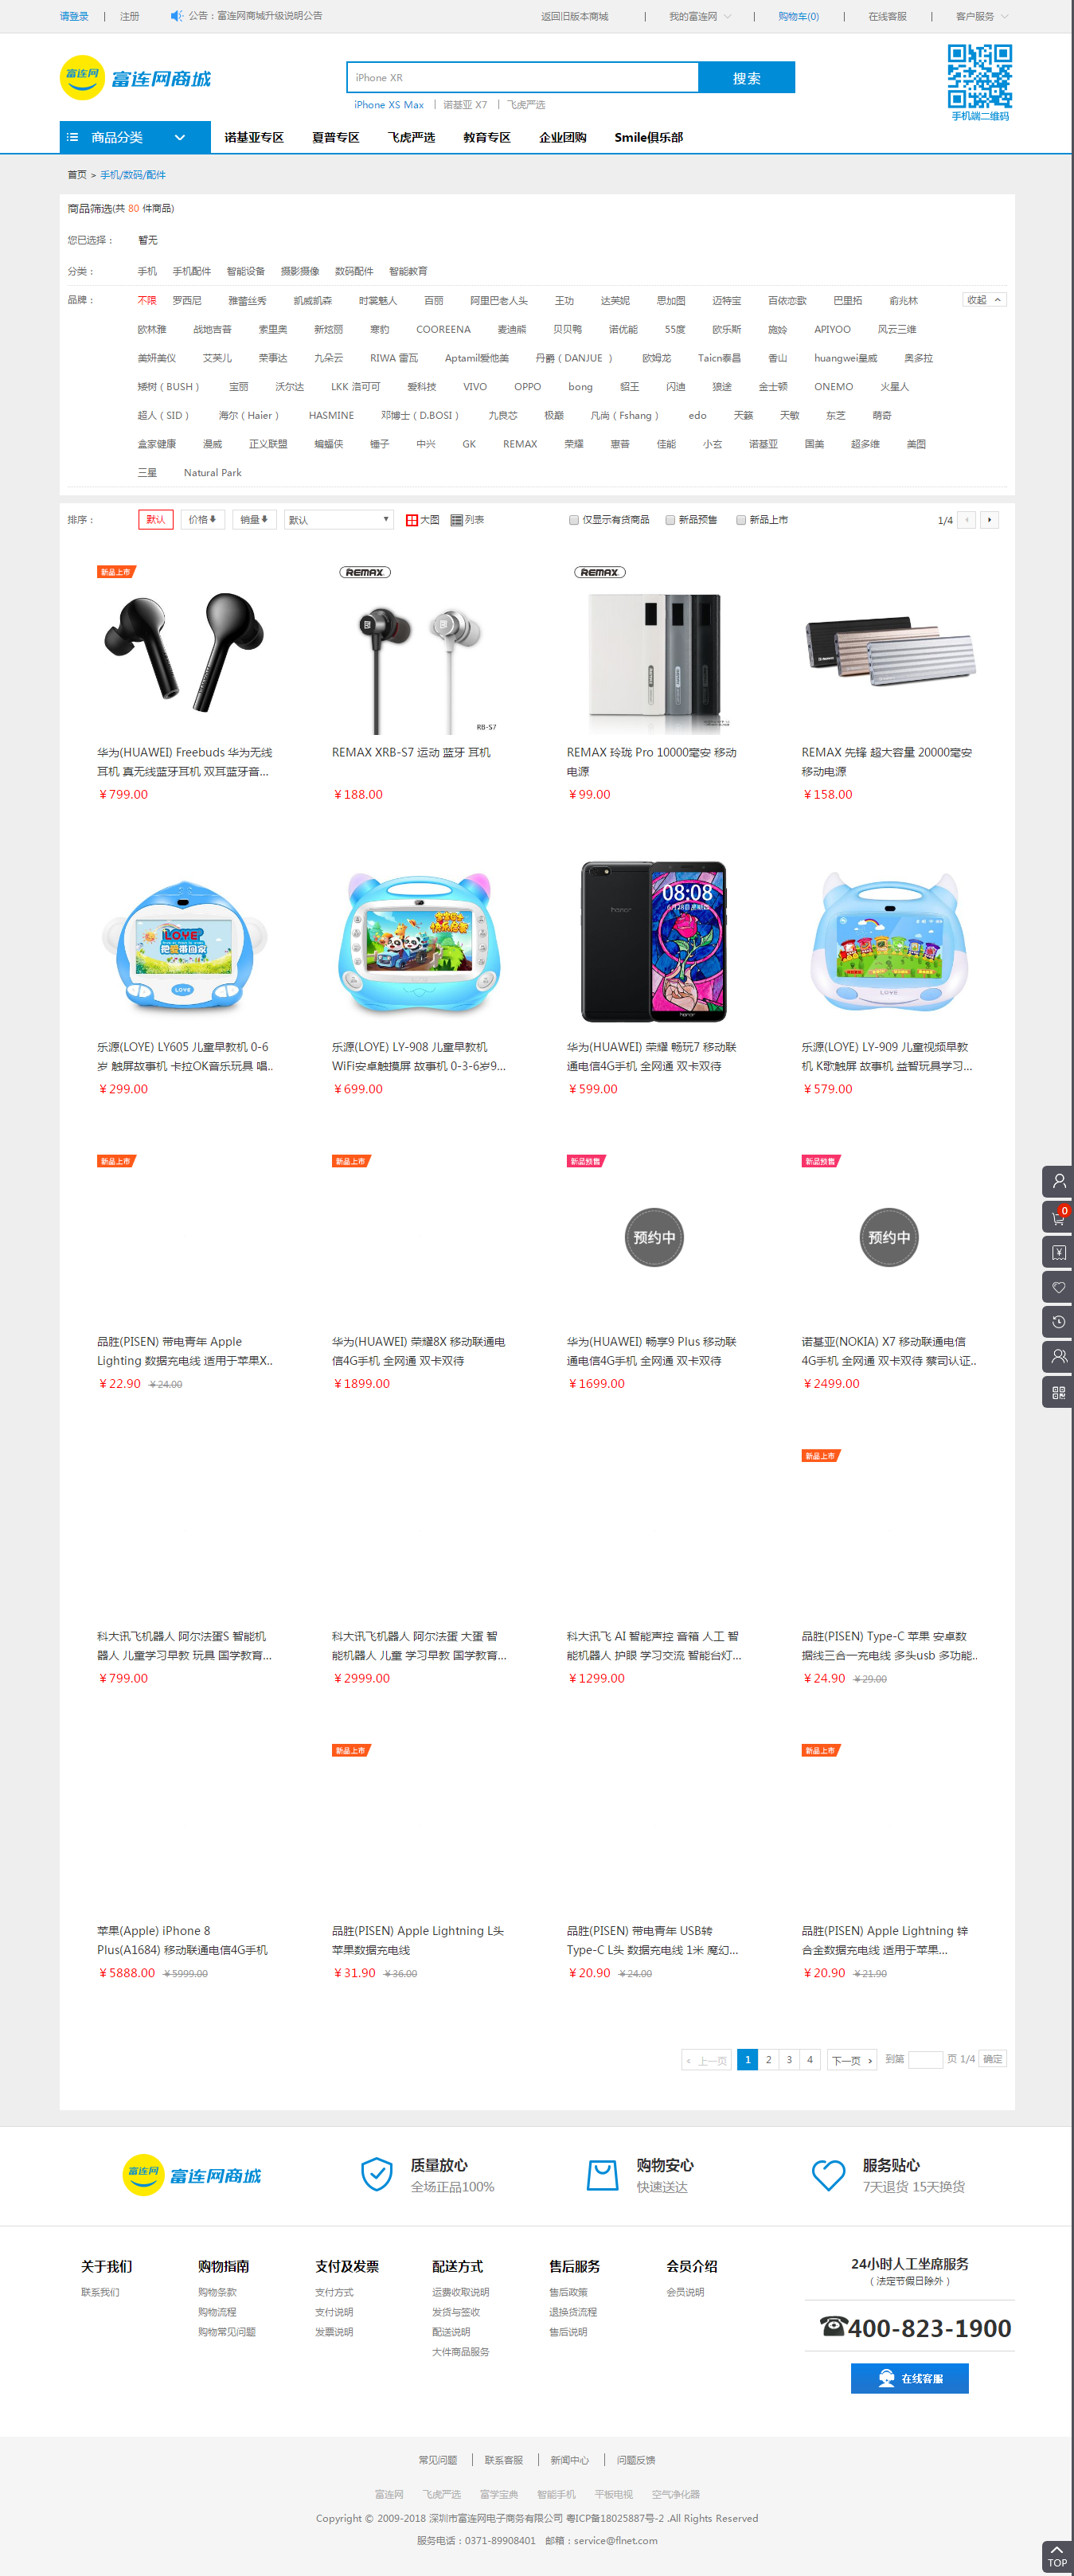 请登录 | 注册 公告：富连网商城升级说明公告 返回旧版本商城 | 我的富连网 | 购物车(0) | 在线客服 | 客户服务
富连网 富连网商城
iPhone XR 搜索
iPhone XS Max | 诺基亚 X7 | 飞虎严选
手机端二维码
商品分类 诺基亚专区 夏普专区 飞虎严选 教育专区 企业团购 Smile俱乐部
首页 > 手机/数码/配件
商品筛选(共 80 件商品)
您已选择： 暂无
分类： 手机 手机配件 智能设备 摄影摄像 数码配件 智能教育
品牌： 不限 罗西尼 雅蕾丝秀 凯威凯森 时裳魅人 百丽 阿里巴老人头 王功 达芙妮 思加图 迈特宝 百依恋歌 巴里拓 俞兆林 收起
欧林雅 战地吉普 索里奥 新炫丽 寒豹 COOREENA 麦迪熊 贝贝鸭 诺优能 55度 欧乐斯 施姈 APIYOO 风云三维
美妍美仪 艾芙儿 荣事达 九朵云 RIWA 雷瓦 Aptamil爱他美 丹爵（DANJUE ） 欧姆龙 Taicn泰昌 香山 huangwei皇威 奥多拉
矮树（BUSH） 宝丽 沃尔达 LKK 洛可可 爱科技 VIVO OPPO bong 貂王 闪迪 狼途 金士顿 ONEMO 火星人
超人（SID） 海尔（Haier） HASMINE 邓博士（D.BOSI） 九良芯 极巅 凡尚（Fshang） edo 天籁 天敏 东芝 萌奇
盒家健康 漫威 正义联盟 蝙蝠侠 锤子 中兴 GK REMAX 荣耀 惠普 佳能 小玄 诺基亚 国美 超多维 美图
三星 Natural Park
排序： 默认 价格 销量 默认 大图 列表 仅显示有货商品 新品预售 新品上市 1/4
新品上市 REMAX REMAX
RB-S7
华为(HUAWEI) Freebuds 华为无线 REMAX XRB-S7 运动 蓝牙 耳机 REMAX 玲珑 Pro 10000毫安 移动 REMAX 先锋 超大容量 20000毫安
耳机 真无线蓝牙耳机 双耳蓝牙音... 电源 移动电源
¥799.00 ¥188.00 ¥99.00 ¥158.00
08:08
iLOYE
把爱带回家
honor
LOYE LOYE
honor
乐源(LOYE) LY605 儿童早教机 0-6 乐源(LOYE) LY-908 儿童早教机 华为(HUAWEI) 荣耀 畅玩7 移动联 乐源(LOYE) LY-909 儿童视频早教
岁 触屏故事机 卡拉OK音乐玩具 唱.. WiFi安卓触摸屏 故事机 0-3-6岁9... 通电信4G手机 全网通 双卡双待 机 K歌触屏 故事机 益智玩具学习...
¥299.00 ¥699.00 ¥599.00 ¥579.00
新品上市 新品上市 新品预售 新品预售
预约中 预约中
品胜(PISEN) 带电青年 Apple 华为(HUAWEI) 荣耀8X 移动联通电 华为(HUAWEI) 畅享9 Plus 移动联 诺基亚(NOKIA) X7 移动联通电信
Lighting 数据充电线 适用于苹果X.. 信4G手机 全网通 双卡双待 通电信4G手机 全网通 双卡双待 4G手机 全网通 双卡双待 蔡司认证..
¥22.90 ¥24.00 ¥1899.00 ¥1699.00 ¥2499.00
新品上市
科大讯飞机器人 阿尔法蛋S 智能机 科大讯飞机器人 阿尔法蛋 大蛋 智 科大讯飞 AI 智能声控 音箱 人工 智 品胜(PISEN) Type-C 苹果 安卓数
器人 儿童学习早教 玩具 国学教育... 能机器人 儿童 学习早教 国学教育... 能机器人 护眼 学习交流 智能台灯... 据线三合一充电线 多头usb 多功能..
¥799.00 ¥2999.00 ¥1299.00 ¥24.90 ¥29.00
新品上市 新品上市
苹果(Apple) iPhone 8 品胜(PISEN) Apple Lightning L头 品胜(PISEN) 带电青年 USB转 品胜(PISEN) Apple Lightning 锌
Plus(A1684) 移动联通电信4G手机 苹果数据充电线 Type-C L头 数据充电线 1米 魔幻... 合金数据充电线 适用于苹果...
¥5888.00 ¥5999.00 ¥31.90 ¥36.00 ¥20.90 ¥24.00 ¥20.90 ¥21.90
0
上一页 1 2 3 4 下一页 到第 页 1/4 确定
富连网 富连网商城 质量放心 购物安心 服务贴心
全场正品100% 快速送达 7天退货 15天换货
关于我们 购物指南 支付及发票 配送方式 售后服务 会员介绍 24小时人工坐席服务
联系我们 购物条款 支付方式 运费收取说明 售后政策 会员说明 （法定节假日除外）
购物流程 支付说明 发货与签收 退换货流程
购物常见问题 发票说明 配送说明 售后说明 400-823-1900
大件商品服务
在线客服
常见问题 | 联系客服 | 新闻中心 | 问题反馈
富连网 飞虎严选 富学宝典 智能手机 平板电视 空气净化器
Copyright © 2009-2018 深圳市富连网电子商务有限公司 粤ICP备18025887号-2 .All Rights Reserved
服务电话：0371-89908401 邮箱：service@flnet.com
TOP